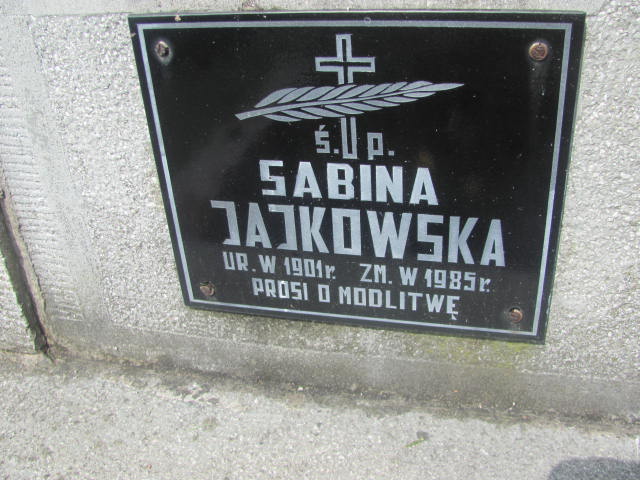 Ś. P.
SABINA
JAJKOWSKA
UR. W 1901r. ZM. W 1985r.
PROSI O MODLITWĘ